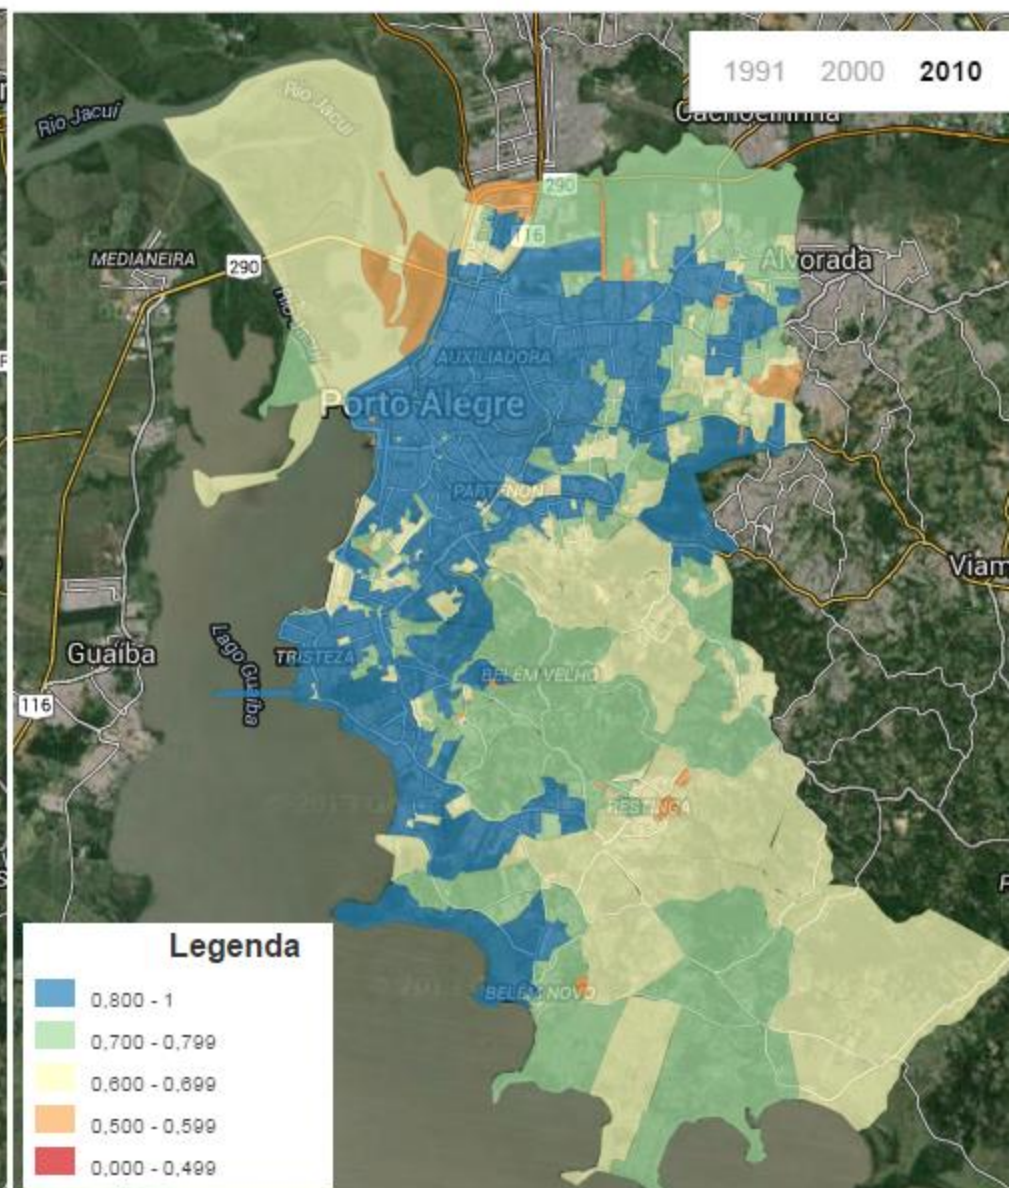 1991 2000 2010
Cachoeirinha
Rio Jacuí
Rio Jacuí
290
116
MEDIANEIRA
290
Alvorada
AUXILIADORA
Porto Alegre
PARTENON
Viam
Guaíba
Lago Guaíba
TRISTEZA
BELÉM VELHO
116
RESTINGA
BELÉM NOVO
Legenda
0,800 - 1
0,700 - 0,799
0,600 - 0,699
0,500 - 0,599
0,000 - 0,499